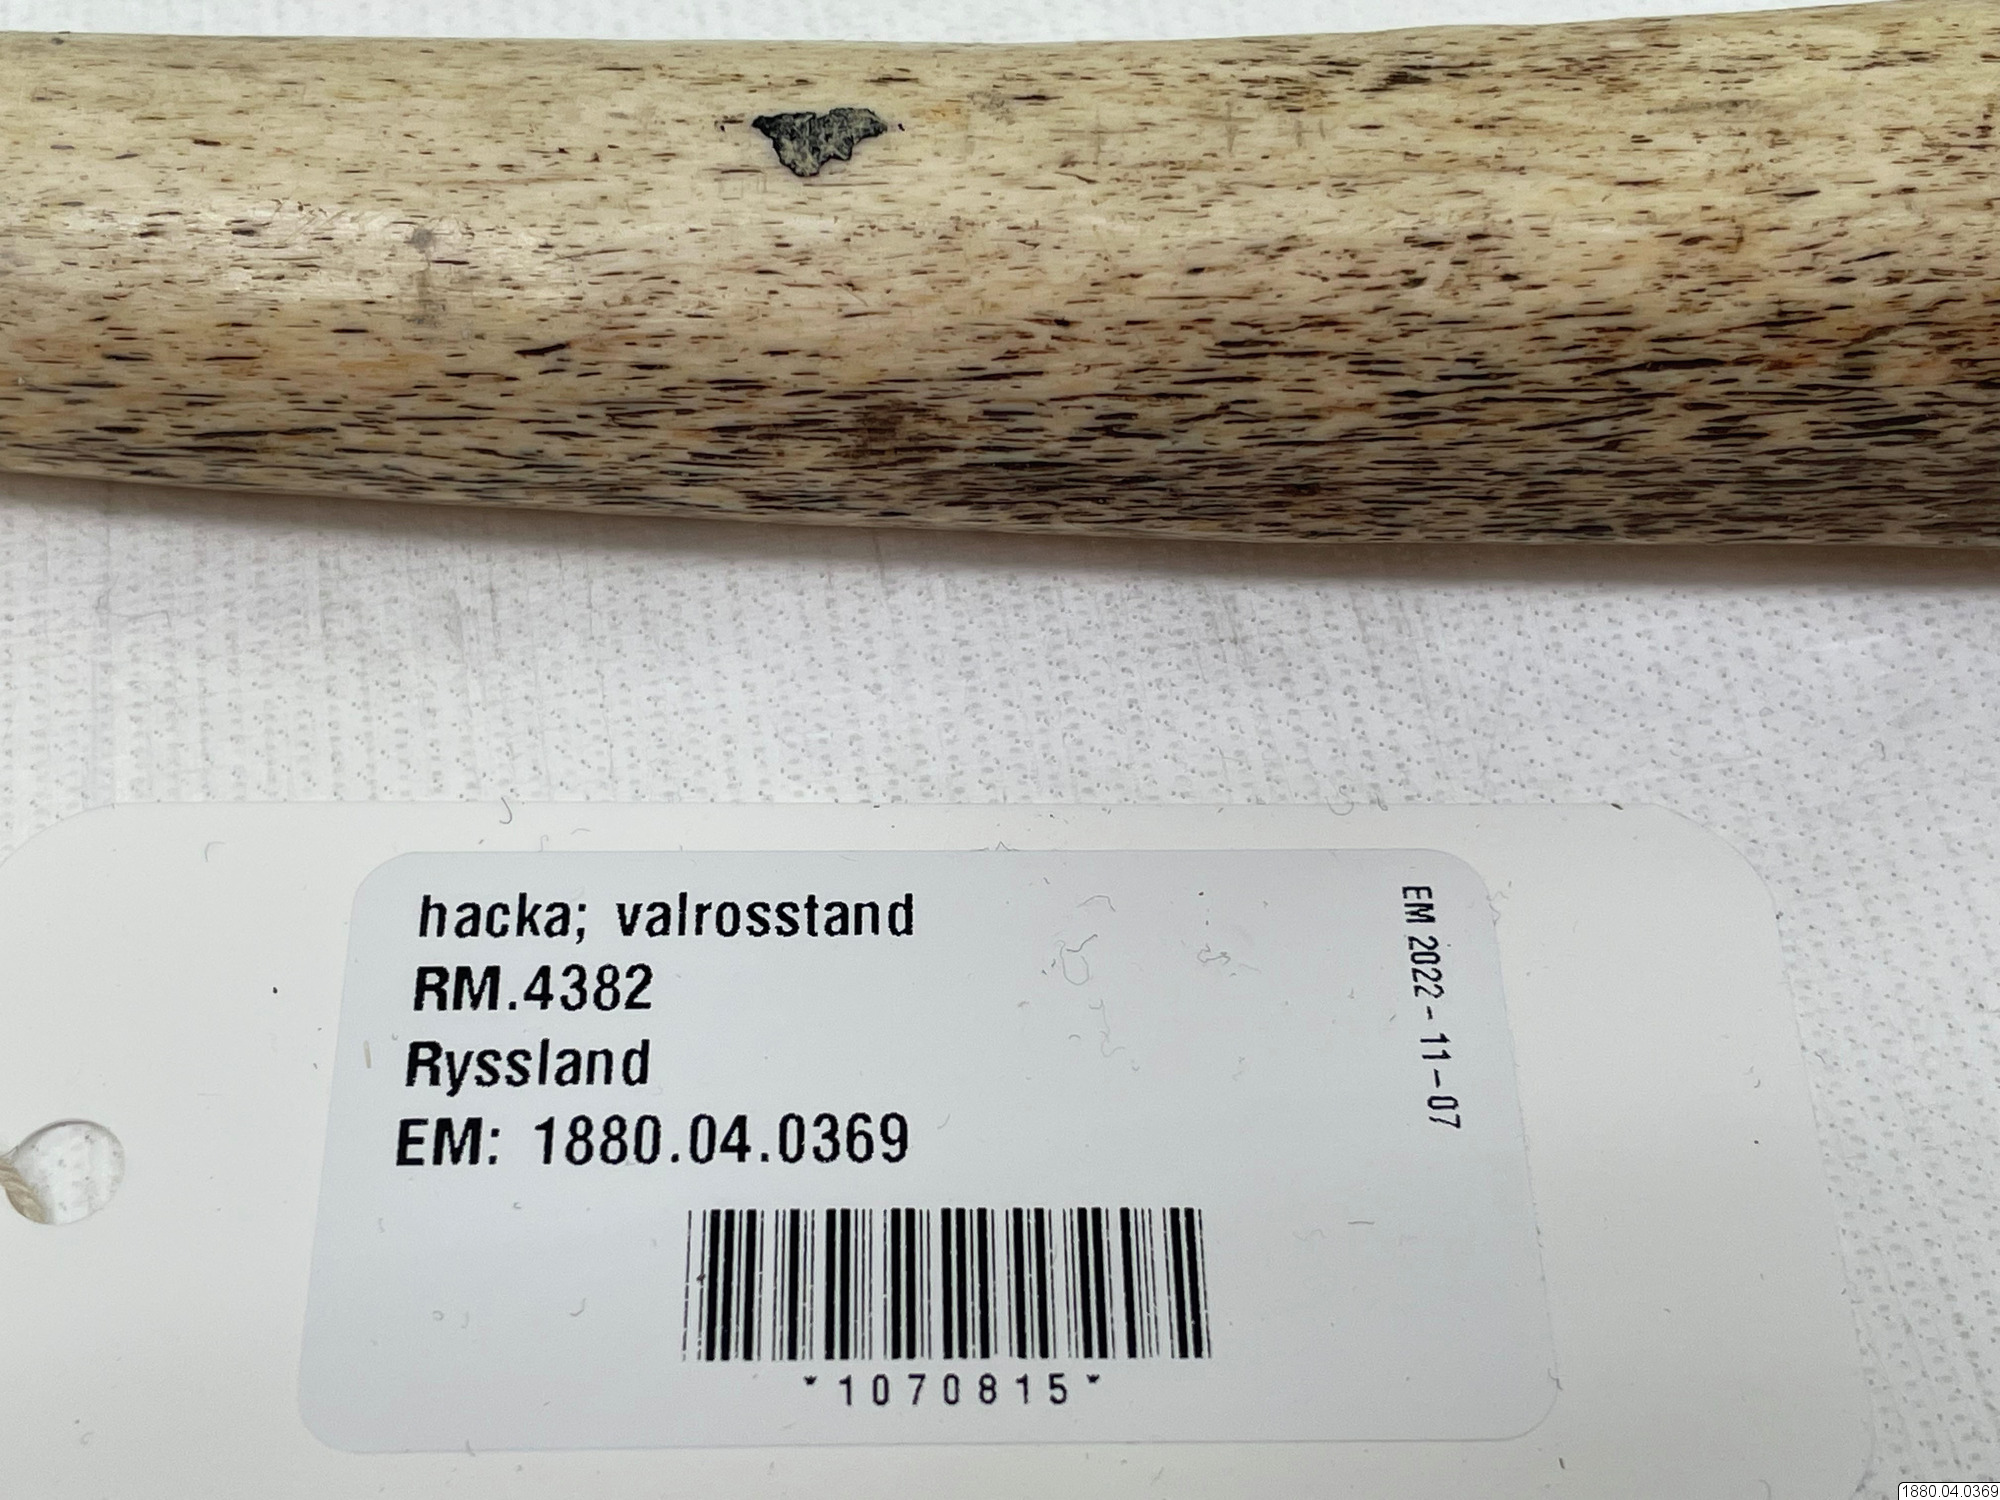 hacka; valrosstand
RM.4382
Ryssland
EM: 1880.04.0369
*1070815*
EM 2022-11-07
1880.04.0369